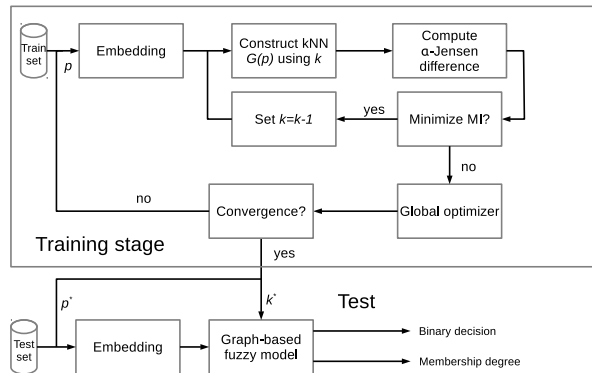 Train
set
p
Embedding
Construct kNN
G(p) using k
Compute
α-Jensen
difference
Set k=k-1
yes
Minimize MI?
no
no
Convergence?
Global optimizer
Training stage
yes
p*
k*
Test
Test
set
Embedding
Graph-based
fuzzy model
Binary decision
Membership degree